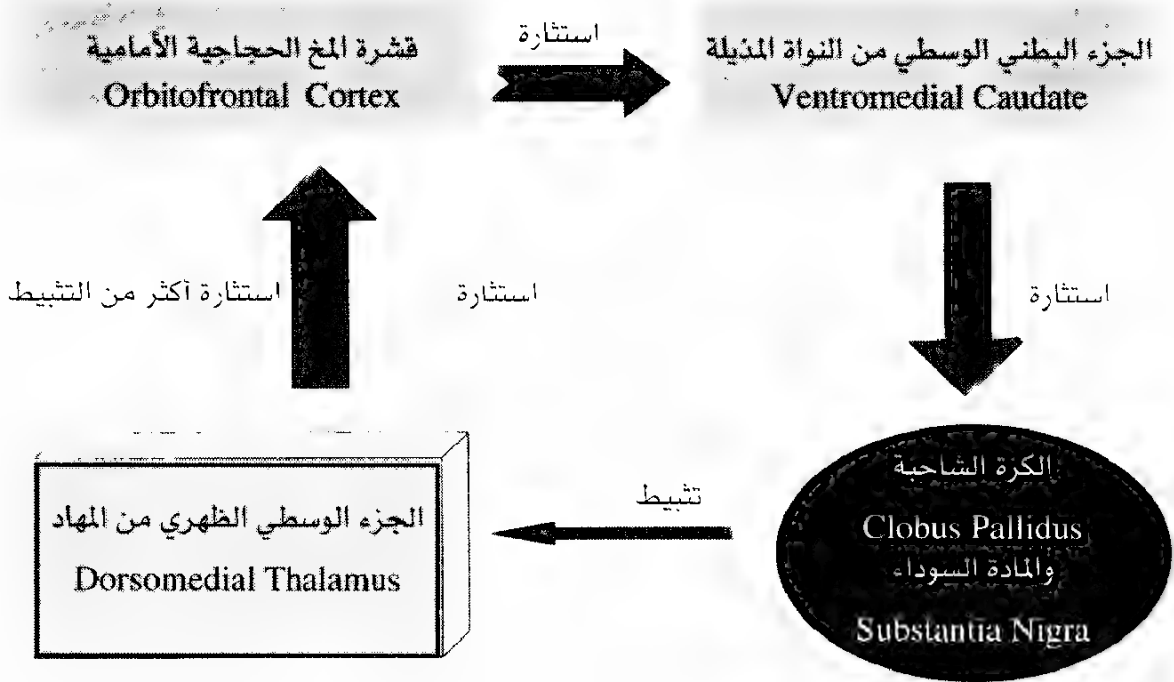 قشرة المخ الحجاجية الأمامية
Orbitofrontal Cortex
استثارة
الجزء البطني الوسطي من النواة المذيلة
Ventromedial Caudate
استثارة أكثر من التثبيط
استثارة
استثارة
الكرة الشاحبة
Clobus Pallidus
والمادة السوداء
Substantia Nigra
تثبيط
الجزء الوسطي الظهري من المهاد
Dorsomedial Thalamus